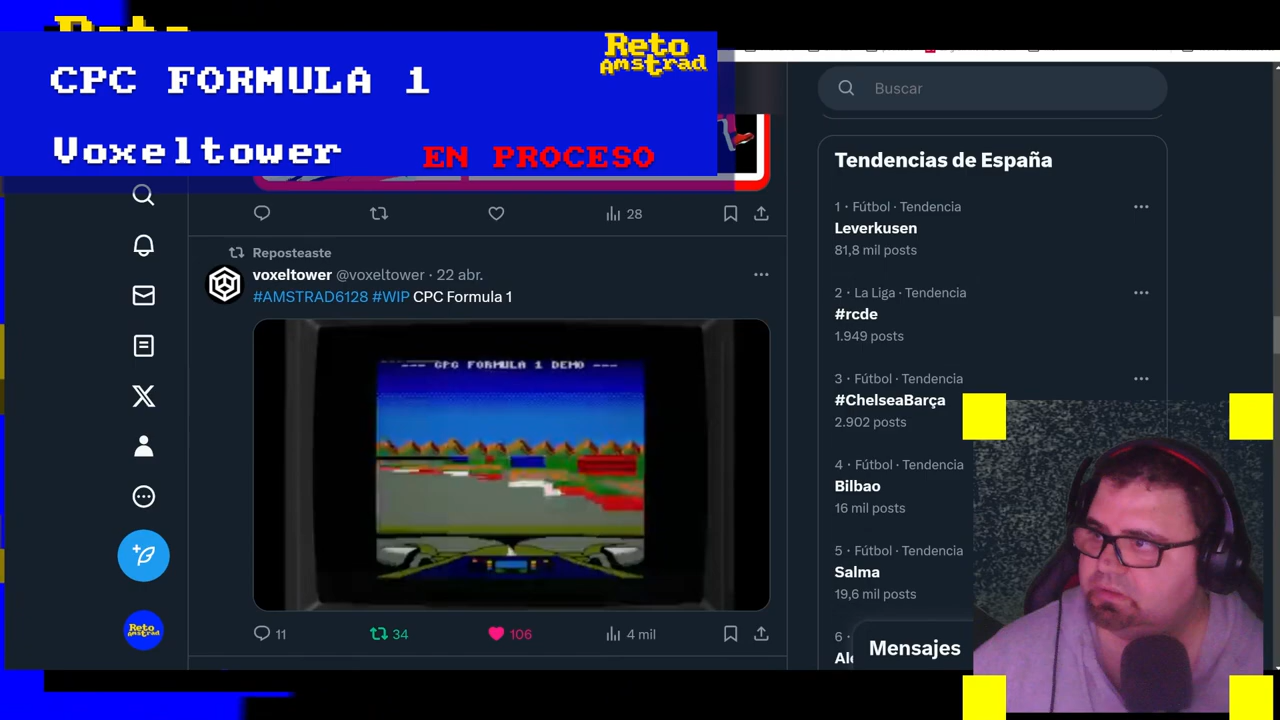 Reto
Reto
Amstrad
CPC FORMULA 1
Voxeltower EN PROCESO
28
Reposteaste
voxeltower @voxeltower · 22 abr.
#AMSTRAD6128 #WIP CPC Formula 1
--- CPC FORMULA 1 DEMO ---
11 34 106 4 mil
Reto
Amstrad
Buscar
Tendencias de España
1 · Fútbol · Tendencia
Leverkusen
81,8 mil posts
2 · La Liga · Tendencia
#rcde
1.949 posts
3 · Fútbol · Tendencia
#ChelseaBarça
2.902 posts
4 · Fútbol · Tendencia
Bilbao
16 mil posts
5 · Fútbol · Tendencia
Salma
19,6 mil posts
6 ·
Mensajes